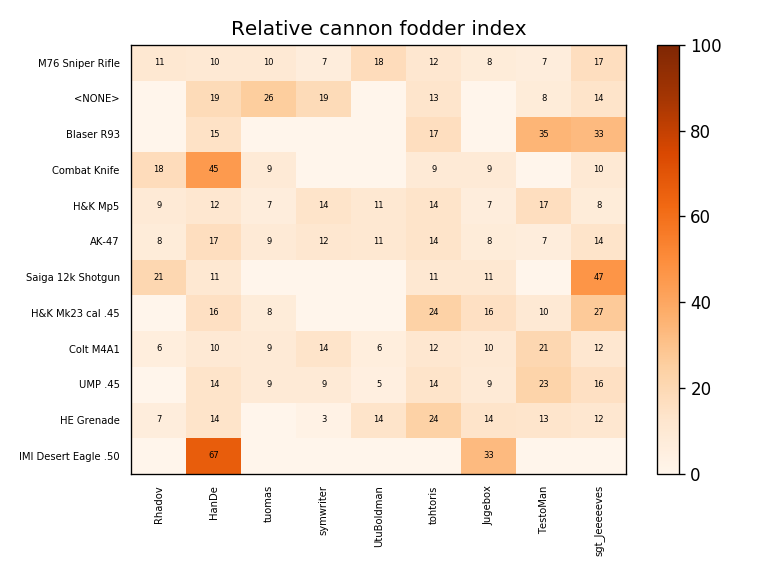 Relative cannon fodder index
M76 Sniper Rifle 11 10 10 7 18 12 8 7 17
<NONE> 19 26 19 13 8 14
Blaser R93 15 17 35 33
Combat Knife 18 45 9 9 9 10
H&K Mp5 9 12 7 14 11 14 7 17 8
AK-47 8 17 9 12 11 14 8 7 14
Saiga 12k Shotgun 21 11 11 11 47
H&K Mk23 cal .45 16 8 24 16 10 27
Colt M4A1 6 10 9 14 6 12 10 21 12
UMP .45 14 9 9 5 14 9 23 16
HE Grenade 7 14 3 14 24 14 13 12
IMI Desert Eagle .50 67 33
Rhadov
HanDe
tuomas
symwriter
UtuBoldman
tohtoris
Jugebox
TestoMan
sgt_Jeeeeeves
100
80
60
40
20
0